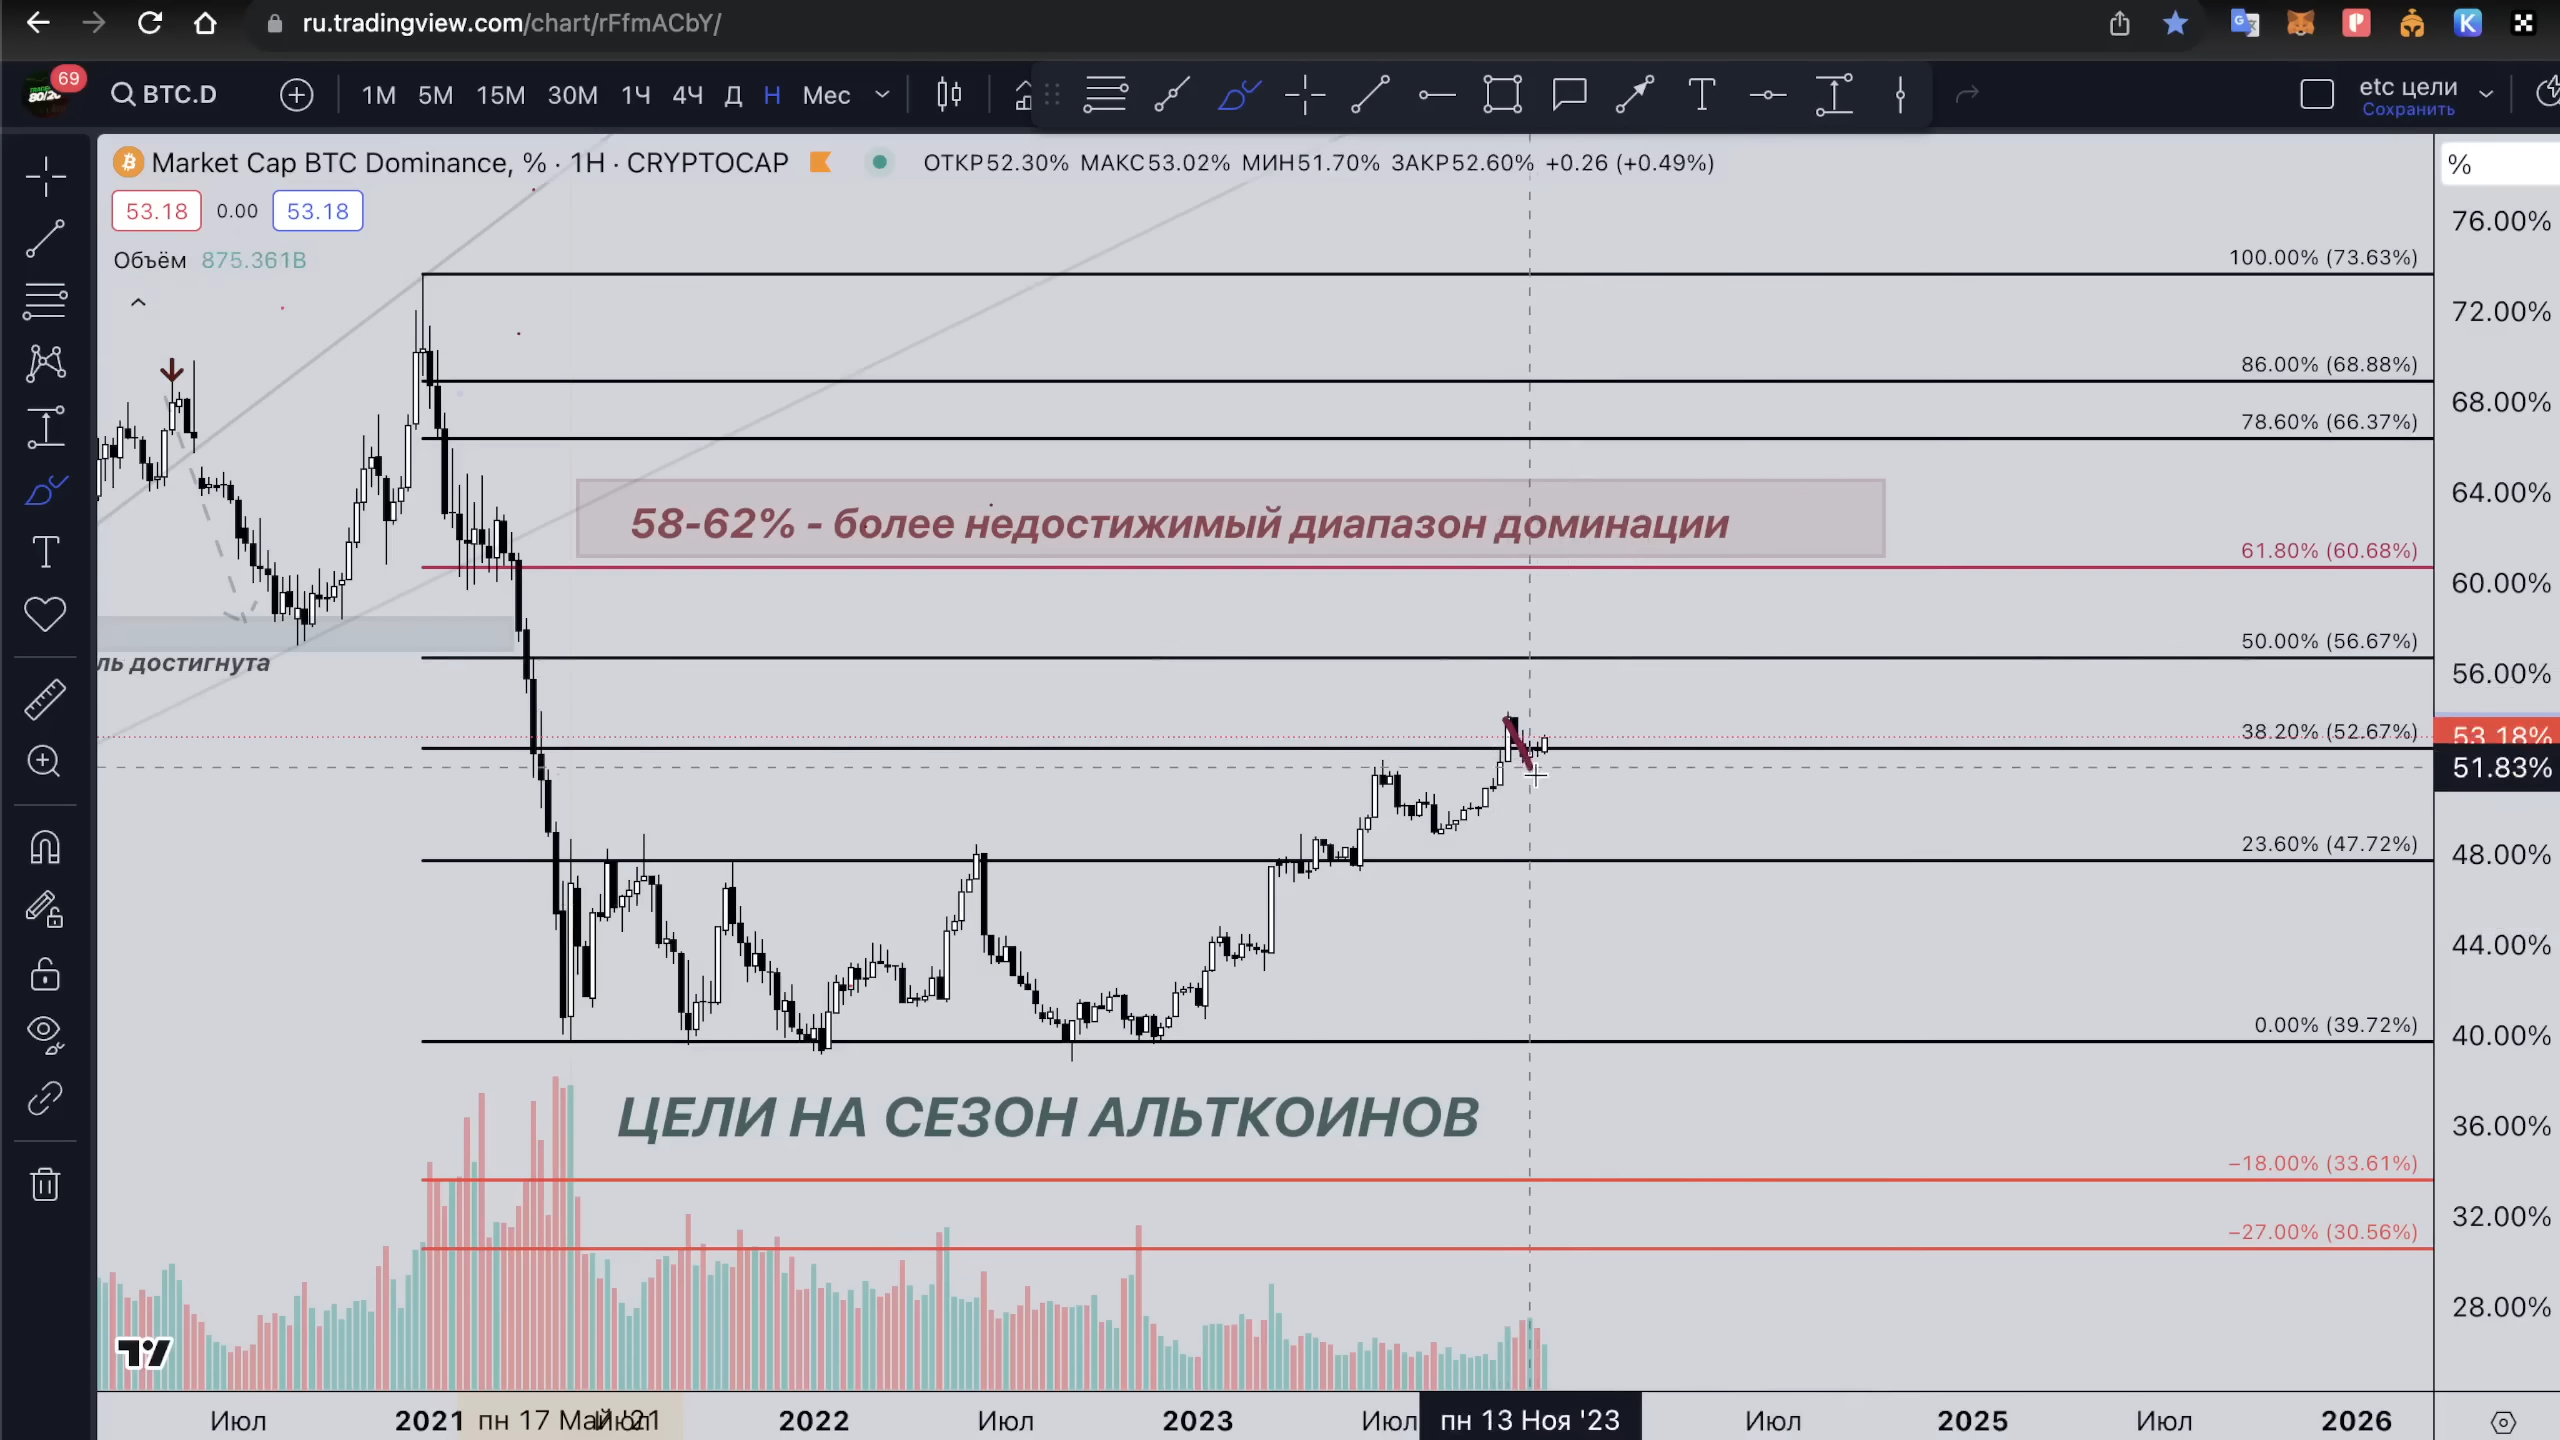 ru.tradingview.com/chart/rFfmACbY/
69
BTC.D
1М 5М 15М 30М 1Ч 4Ч Д Н Мес
etc цели
Сохранить
Market Cap BTC Dominance, % · 1Н · CRYPTOCAP
ОТКР52.30% МАКС53.02% МИН51.70% ЗАКР52.60% +0.26 (+0.49%)
%
53.18 0.00 53.18
Объём 875.361B
76.00%
100.00% (73.63%)
72.00%
86.00% (68.88%)
68.00%
78.60% (66.37%)
64.00%
58-62% - более недостижимый диапазон доминации
61.80% (60.68%)
60.00%
50.00% (56.67%)
ль достигнута
56.00%
38.20% (52.67%)
53.18%
51.83%
23.60% (47.72%)
48.00%
44.00%
0.00% (39.72%)
40.00%
ЦЕЛИ НА СЕЗОН АЛЬТКОИНОВ
36.00%
−18.00% (33.61%)
32.00%
−27.00% (30.56%)
28.00%
Июл 2021 пн 17 Май '21 2022 Июл 2023 Июл пн 13 Ноя '23 Июл 2025 Июл 2026